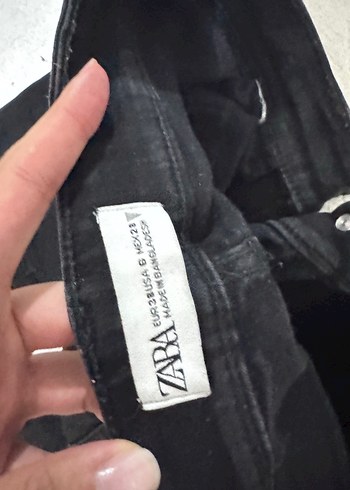 ZARA
EUR 38 USA 6 MEX 28
MADE IN BANGLADESH